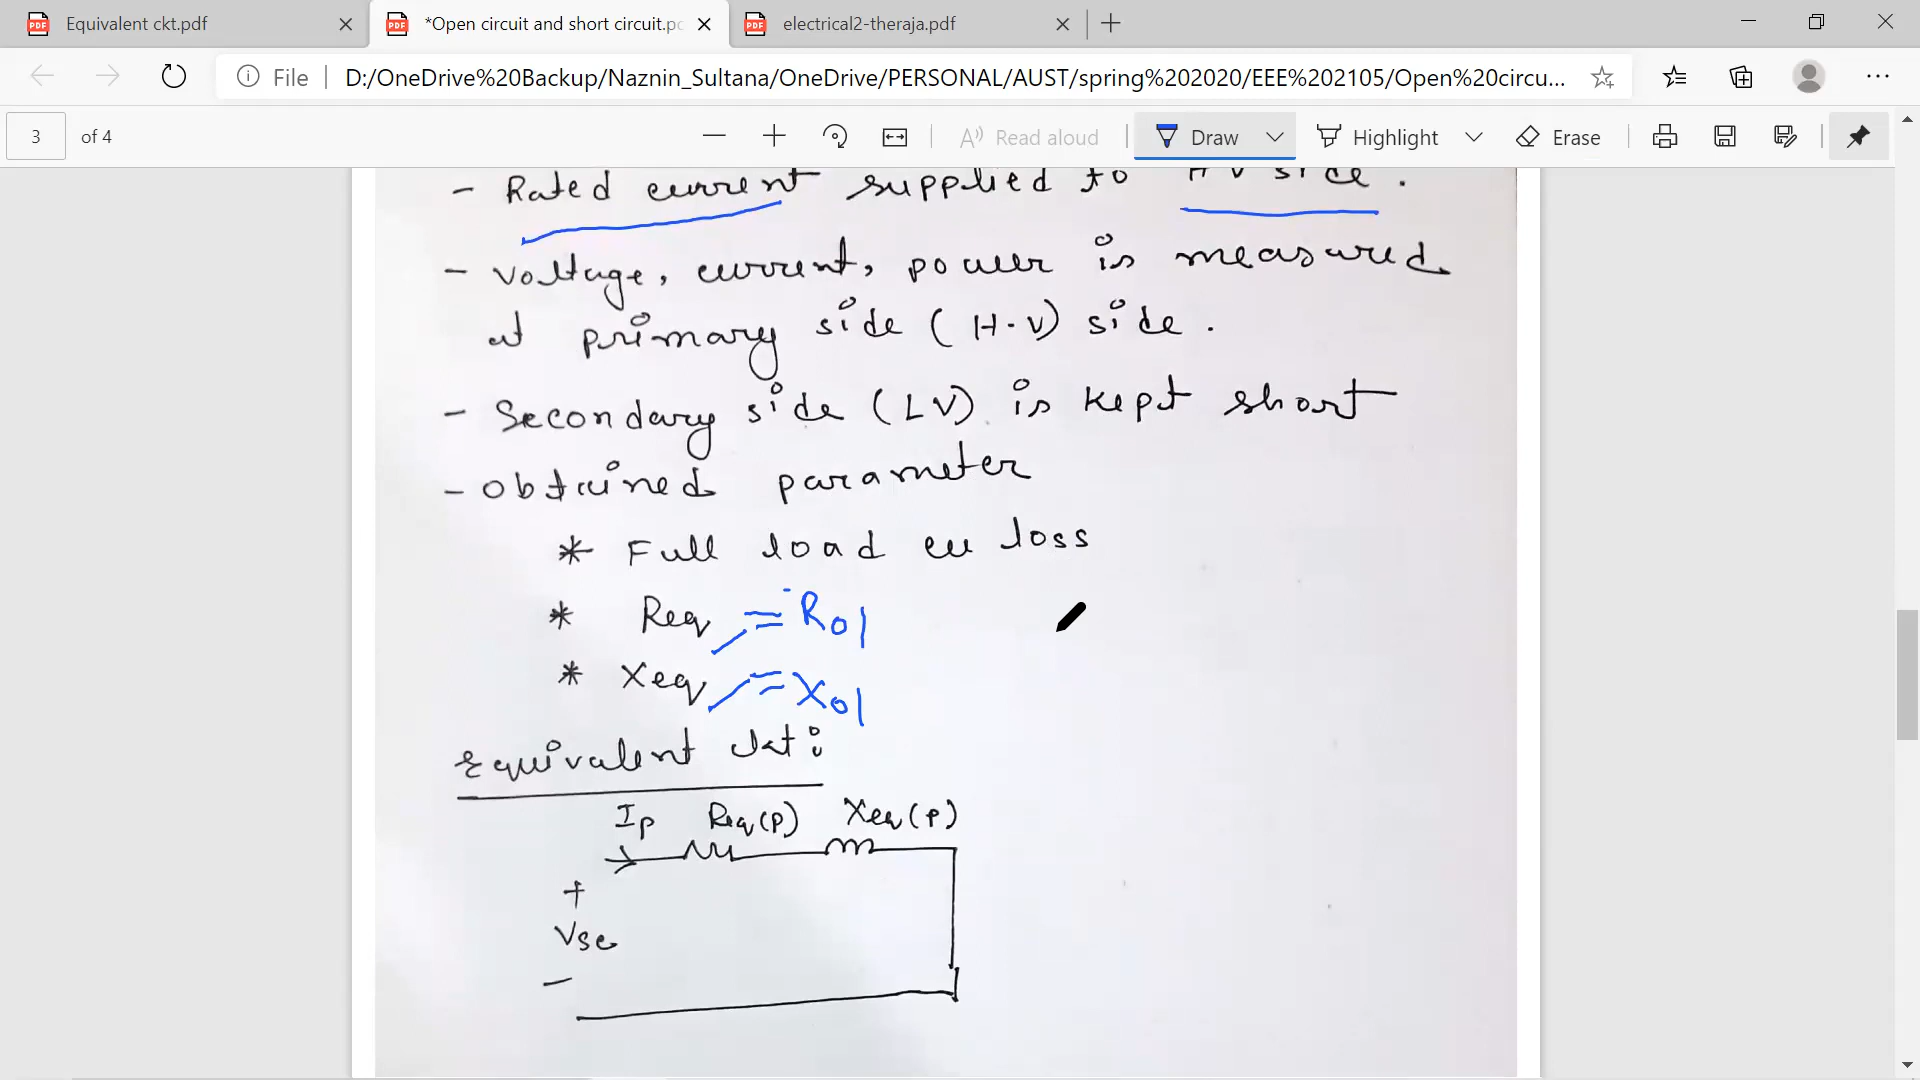 Equivalent ckt.pdf
*Open circuit and short circuit.pc
electrical2-theraja.pdf
File
D:/OneDrive%20Backup/Naznin_Sultana/OneDrive/PERSONAL/AUST/spring%202020/EEE%202105/Open%20circu...
3 of 4
Read aloud
Draw
Highlight
Erase
- Rated current supplied to HV side.
- voltage, current, power is measured
at primary side (H.V) side.
- Secondary side (LV) is kept short
- obtained parameter
* Full load cu loss
* Req = R01
* Xeq = X01
Equivalent ckt:
Ip Req(p) Xeq(p)
+
Vsc
-